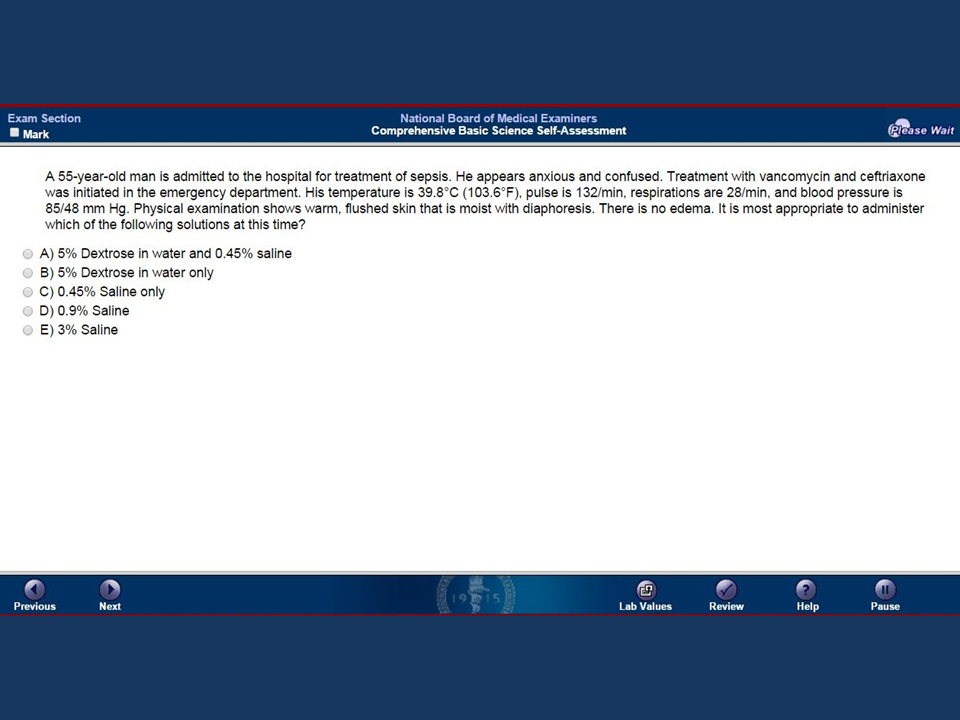 Exam Section
Mark
National Board of Medical Examiners
Comprehensive Basic Science Self-Assessment
Please Wait
A 55-year-old man is admitted to the hospital for treatment of sepsis. He appears anxious and confused. Treatment with vancomycin and ceftriaxone
was initiated in the emergency department. His temperature is 39.8°C (103.6°F), pulse is 132/min, respirations are 28/min, and blood pressure is
85/48 mm Hg. Physical examination shows warm, flushed skin that is moist with diaphoresis. There is no edema. It is most appropriate to administer
which of the following solutions at this time?
A) 5% Dextrose in water and 0.45% saline
B) 5% Dextrose in water only
C) 0.45% Saline only
D) 0.9% Saline
E) 3% Saline
19 15
Previous
Next
Lab Values
Review
Help
Pause